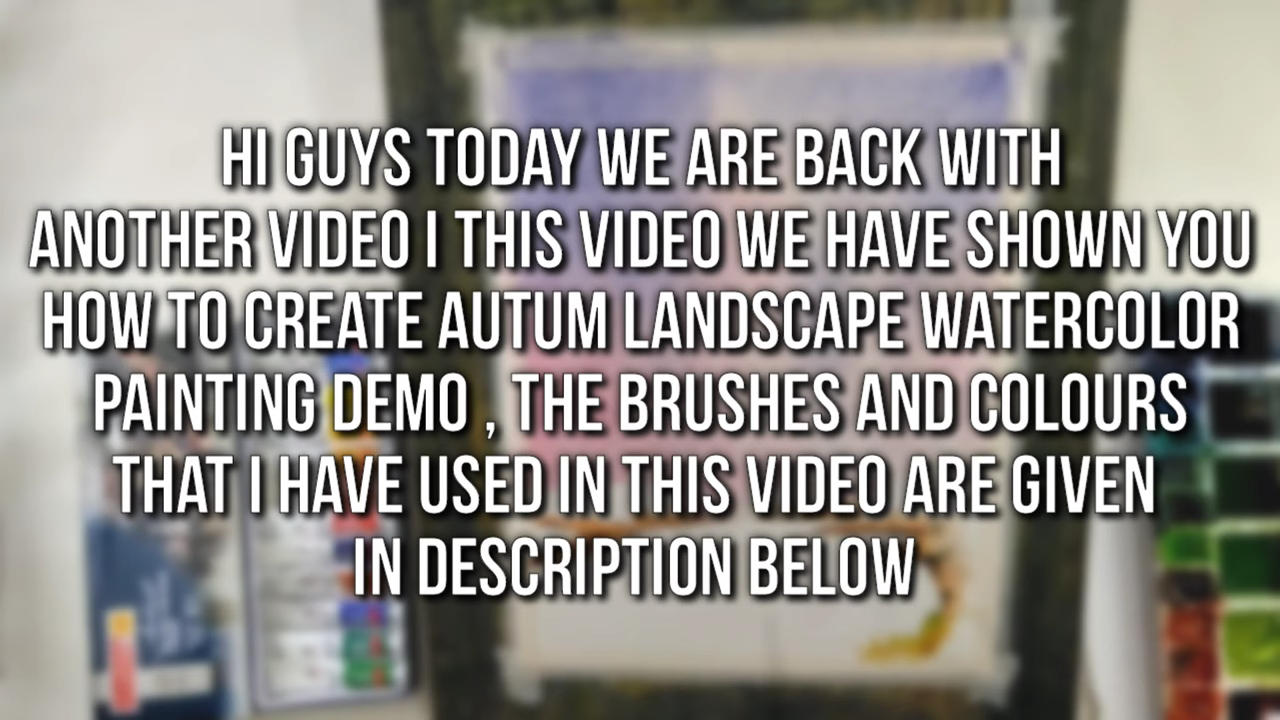 HI GUYS TODAY WE ARE BACK WITH
ANOTHER VIDEO I THIS VIDEO WE HAVE SHOWN YOU
HOW TO CREATE AUTUM LANDSCAPE WATERCOLOR
PAINTING DEMO , THE BRUSHES AND COLOURS
THAT I HAVE USED IN THIS VIDEO ARE GIVEN
IN DESCRIPTION BELOW